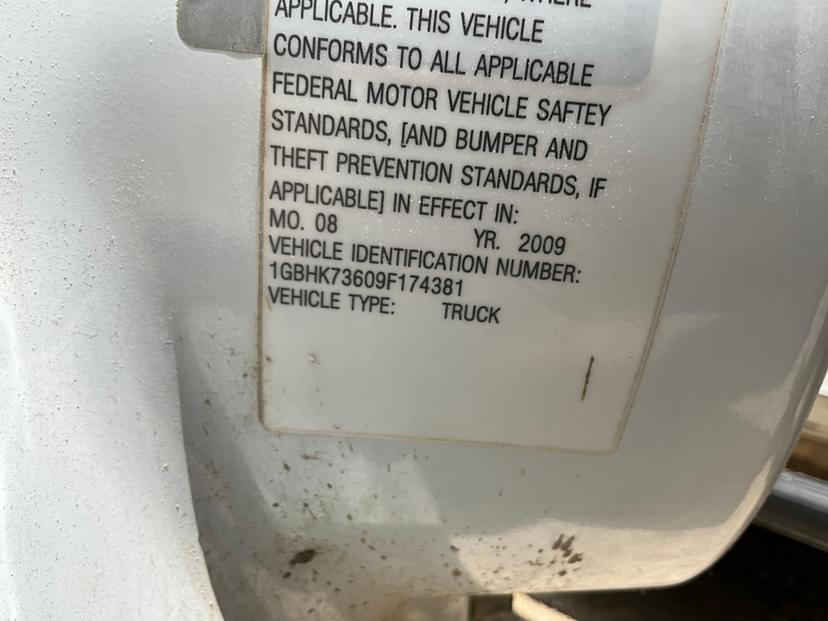 WHERE
APPLICABLE. THIS VEHICLE
CONFORMS TO ALL APPLICABLE
FEDERAL MOTOR VEHICLE SAFTEY
STANDARDS, [AND BUMPER AND
THEFT PREVENTION STANDARDS, IF
APPLICABLE] IN EFFECT IN:
MO. 08 YR. 2009
VEHICLE IDENTIFICATION NUMBER:
1GBHK73609F174381
VEHICLE TYPE: TRUCK